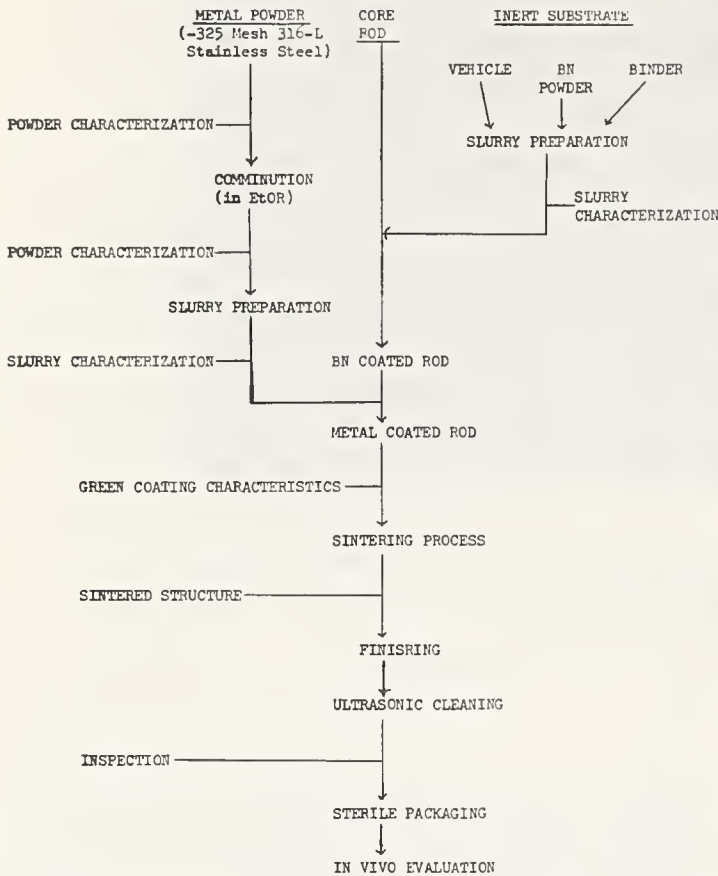 METAL POWDER
(-325 Mesh 316-L
Stainless Steel)
CORE
ROD
INERT SUBSTRATE
VEHICLE
BN
POWDER
BINDER
POWDER CHARACTERIZATION
SLURRY PREPARATION
COMMINUTION
(in EtOR)
SLURRY
CHARACTERIZATION
POWDER CHARACTERIZATION
SLURRY PREPARATION
SLURRY CHARACTERIZATION
BN COATED ROD
METAL COATED ROD
GREEN COATING CHARACTERISTICS
SINTERING PROCESS
SINTERED STRUCTURE
FINISRING
ULTRASONIC CLEANING
INSPECTION
STERILE PACKAGING
IN VIVO EVALUATION